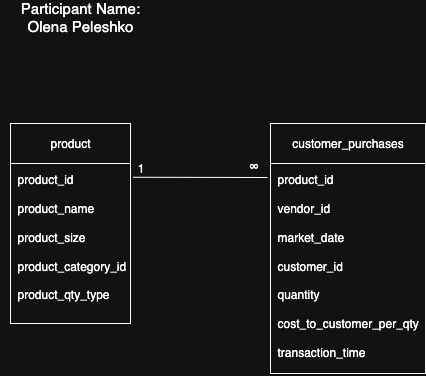 Participant Name:
Olena Peleshko
product
product_id
product_name
product_size
product_category_id
product_qty_type
1
∞
customer_purchases
product_id
vendor_id
market_date
customer_id
quantity
cost_to_customer_per_qty
transaction_time